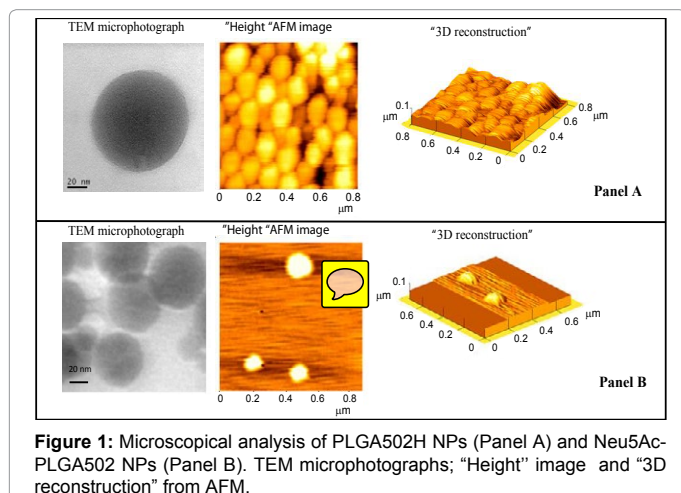 TEM microphotograph
"Height "AFM image
"3D reconstruction"
20 nm
0 0.2 0.4 0.6 0.8
μm
0.1
μm
0.8
0.6
0.4
0.2
0
0
0.2
0.4
0.6
0.8
μm
Panel A
TEM microphotograph
"Height "AFM image
"3D reconstruction"
20 nm
0 0.2 0.4 0.6 0.8
μm
0.1
μm
0.6
0.4
0.2
0
0
0.2
0.4
0.6
μm
Panel B
Figure 1: Microscopical analysis of PLGA502H NPs (Panel A) and Neu5Ac-
PLGA502 NPs (Panel B). TEM microphotographs; "Height'' image and "3D
reconstruction" from AFM.